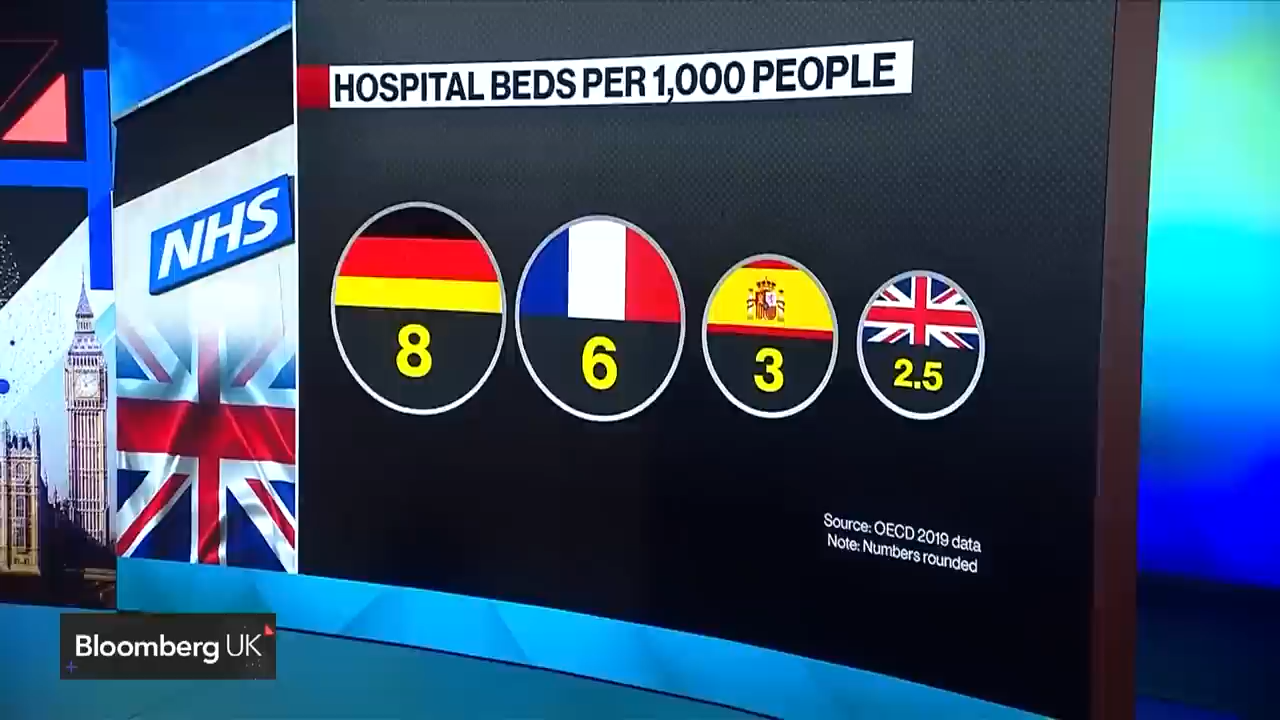 HOSPITAL BEDS PER 1,000 PEOPLE
NHS
8
6
3
2.5
Source: OECD 2019 data
Note: Numbers rounded
Bloomberg UK